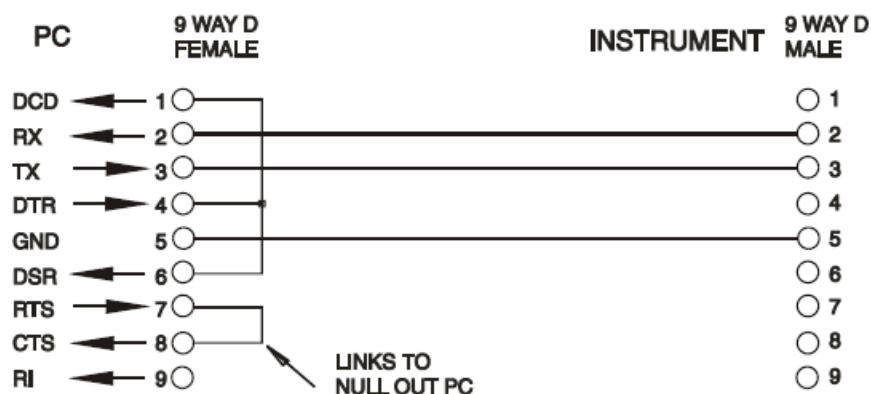 PC
9 WAY D
FEMALE
INSTRUMENT
9 WAY D
MALE
DCD 1 1
RX 2 2
TX 3 3
DTR 4 4
GND 5 5
DSR 6 6
RTS 7 7
CTS 8 8
RI 9 9
LINKS TO
NULL OUT PC